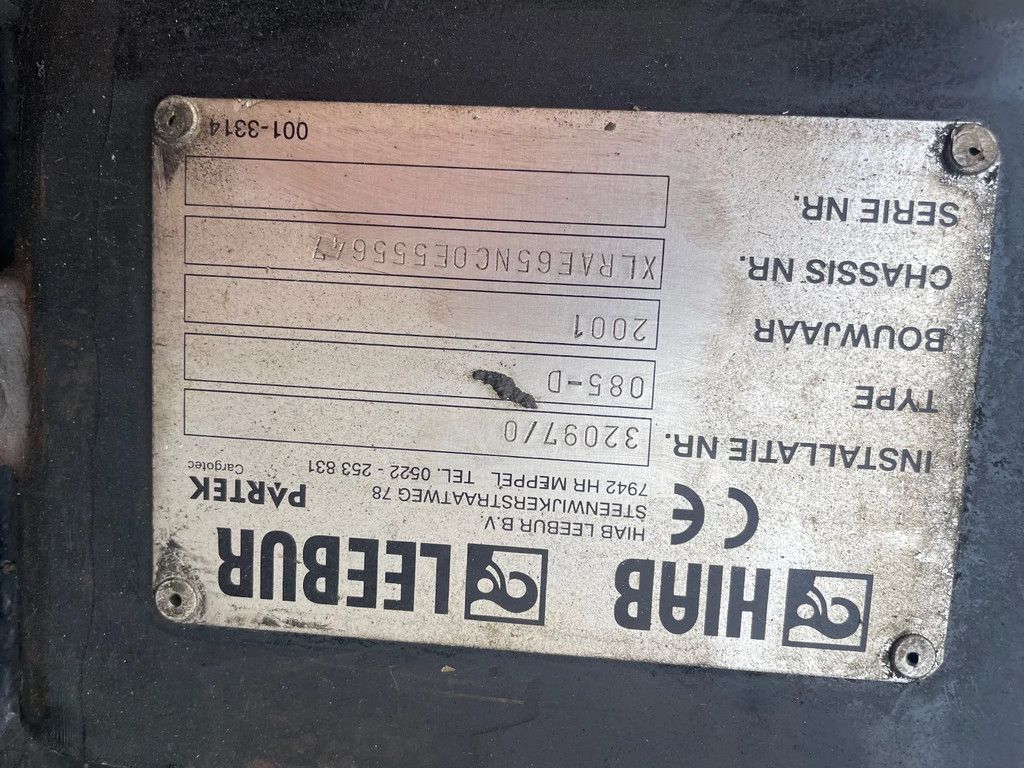 HIAB LEEBUR
HIAB LEEBUR B.V.
STEENWIJKERSTRAATWEG 78
7942 HR MEPPEL TEL. 0522 - 253 831
CE
PARTEK
Cargotec
INSTALLATIE NR. 32097/0
TYPE 085-D
BOUWJAAR 2001
CHASSIS NR. XLRAE65NC0E555647
SERIE NR.
001-3314